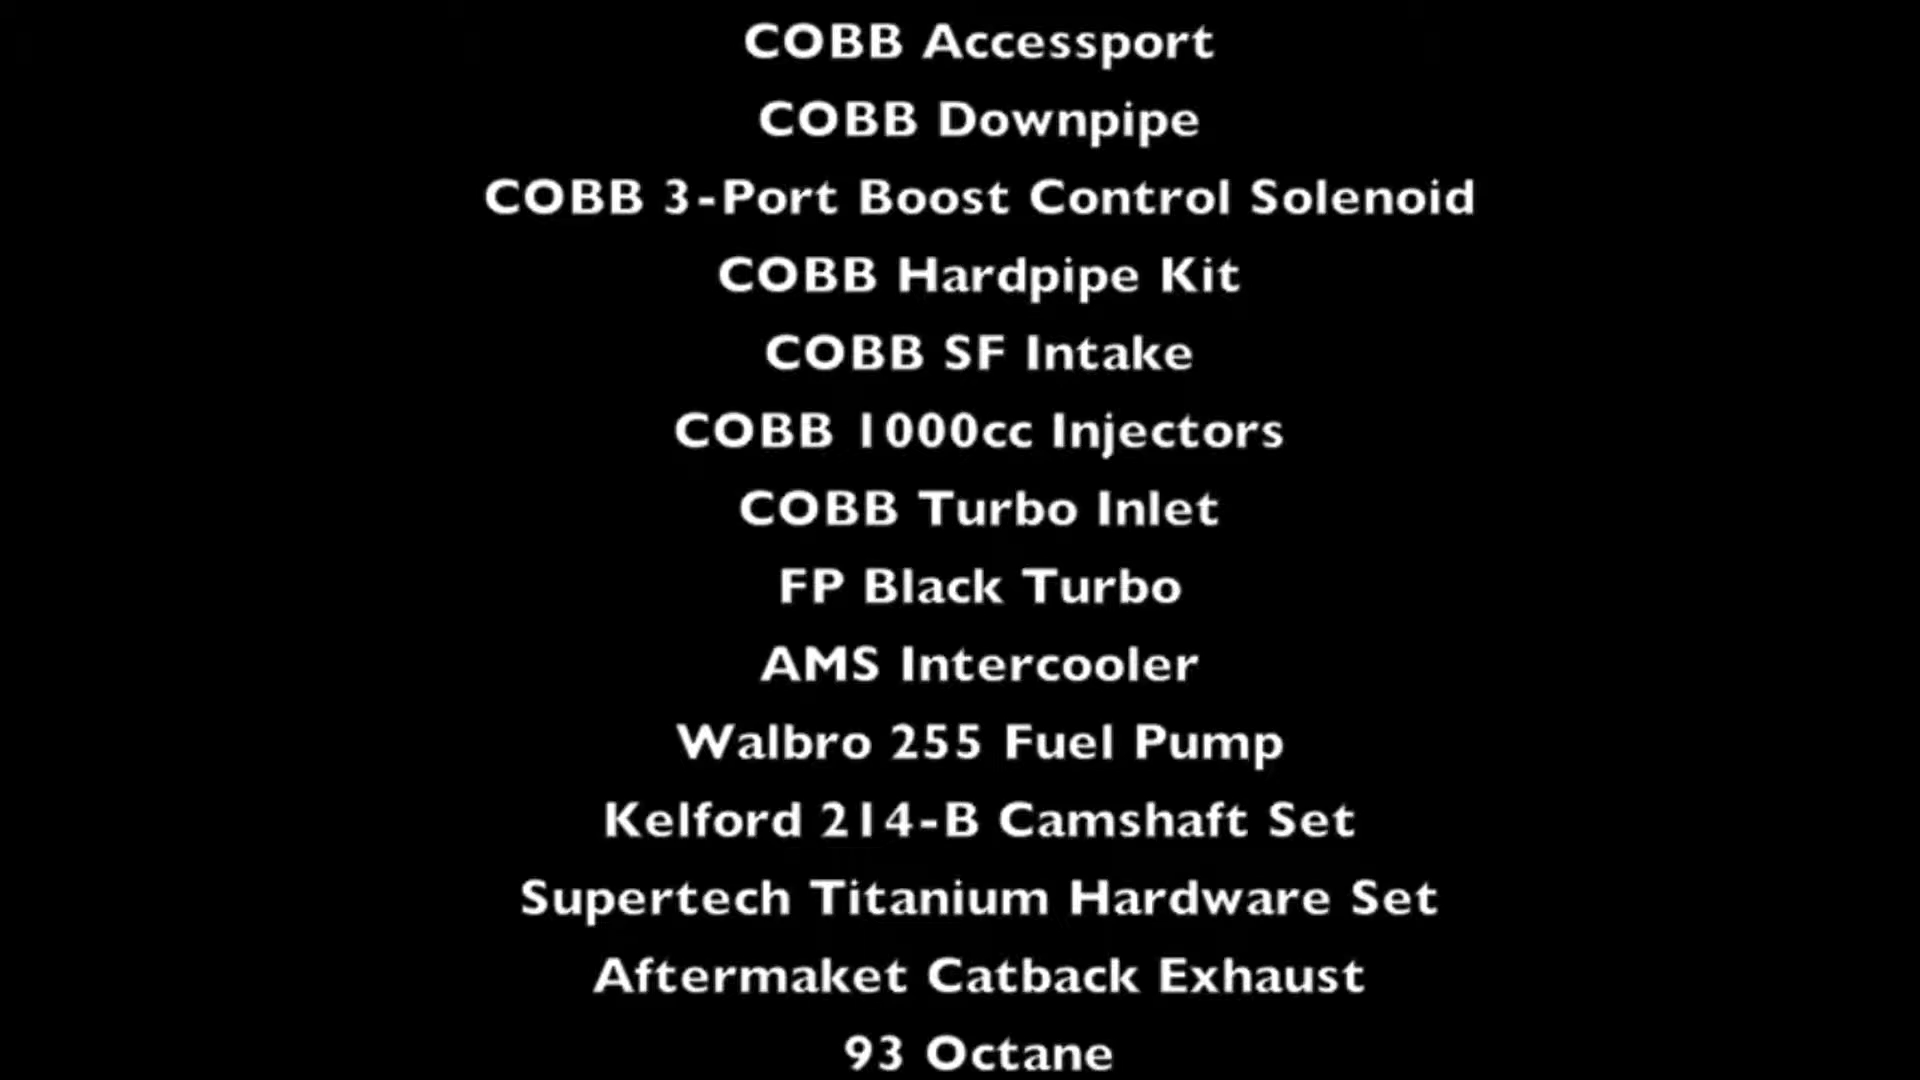 COBB Accessport
COBB Downpipe
COBB 3-Port Boost Control Solenoid
COBB Hardpipe Kit
COBB SF Intake
COBB 1000cc Injectors
COBB Turbo Inlet
FP Black Turbo
AMS Intercooler
Walbro 255 Fuel Pump
Kelford 214-B Camshaft Set
Supertech Titanium Hardware Set
Aftermaket Catback Exhaust
93 Octane